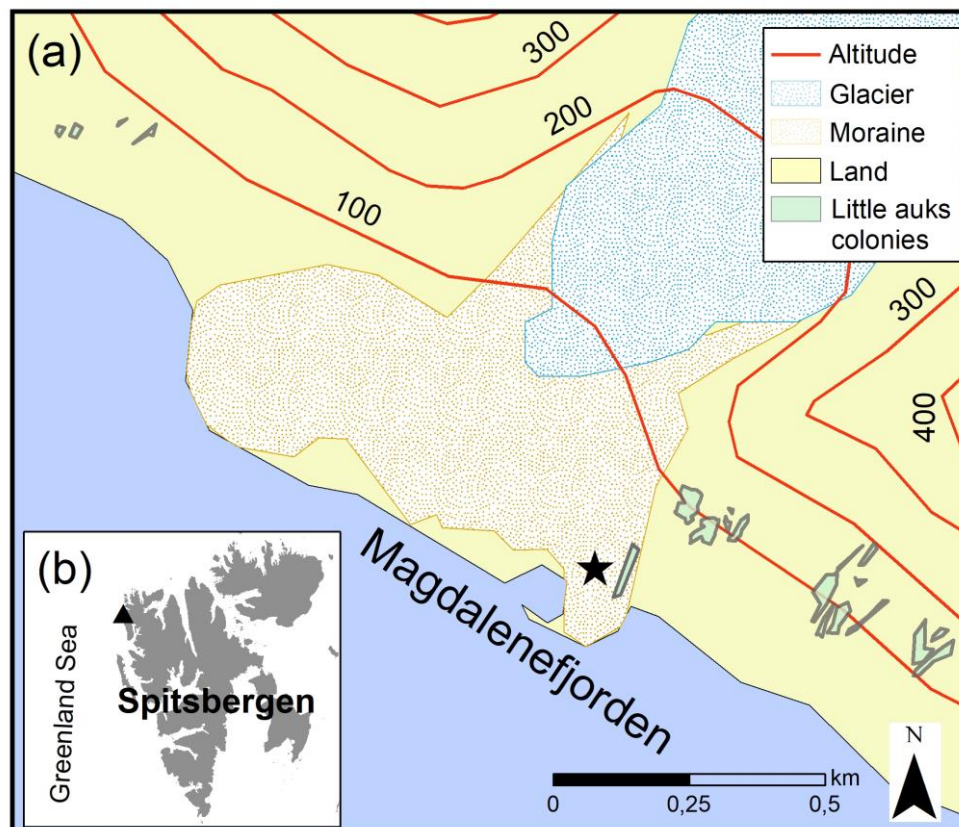 (a)
300
200
100
Altitude
Glacier
Moraine
Land
Little auks
colonies
300
400
Magdalenefjorden
(b)
Greenland Sea
Spitsbergen
km
0
0,25
0,5
N